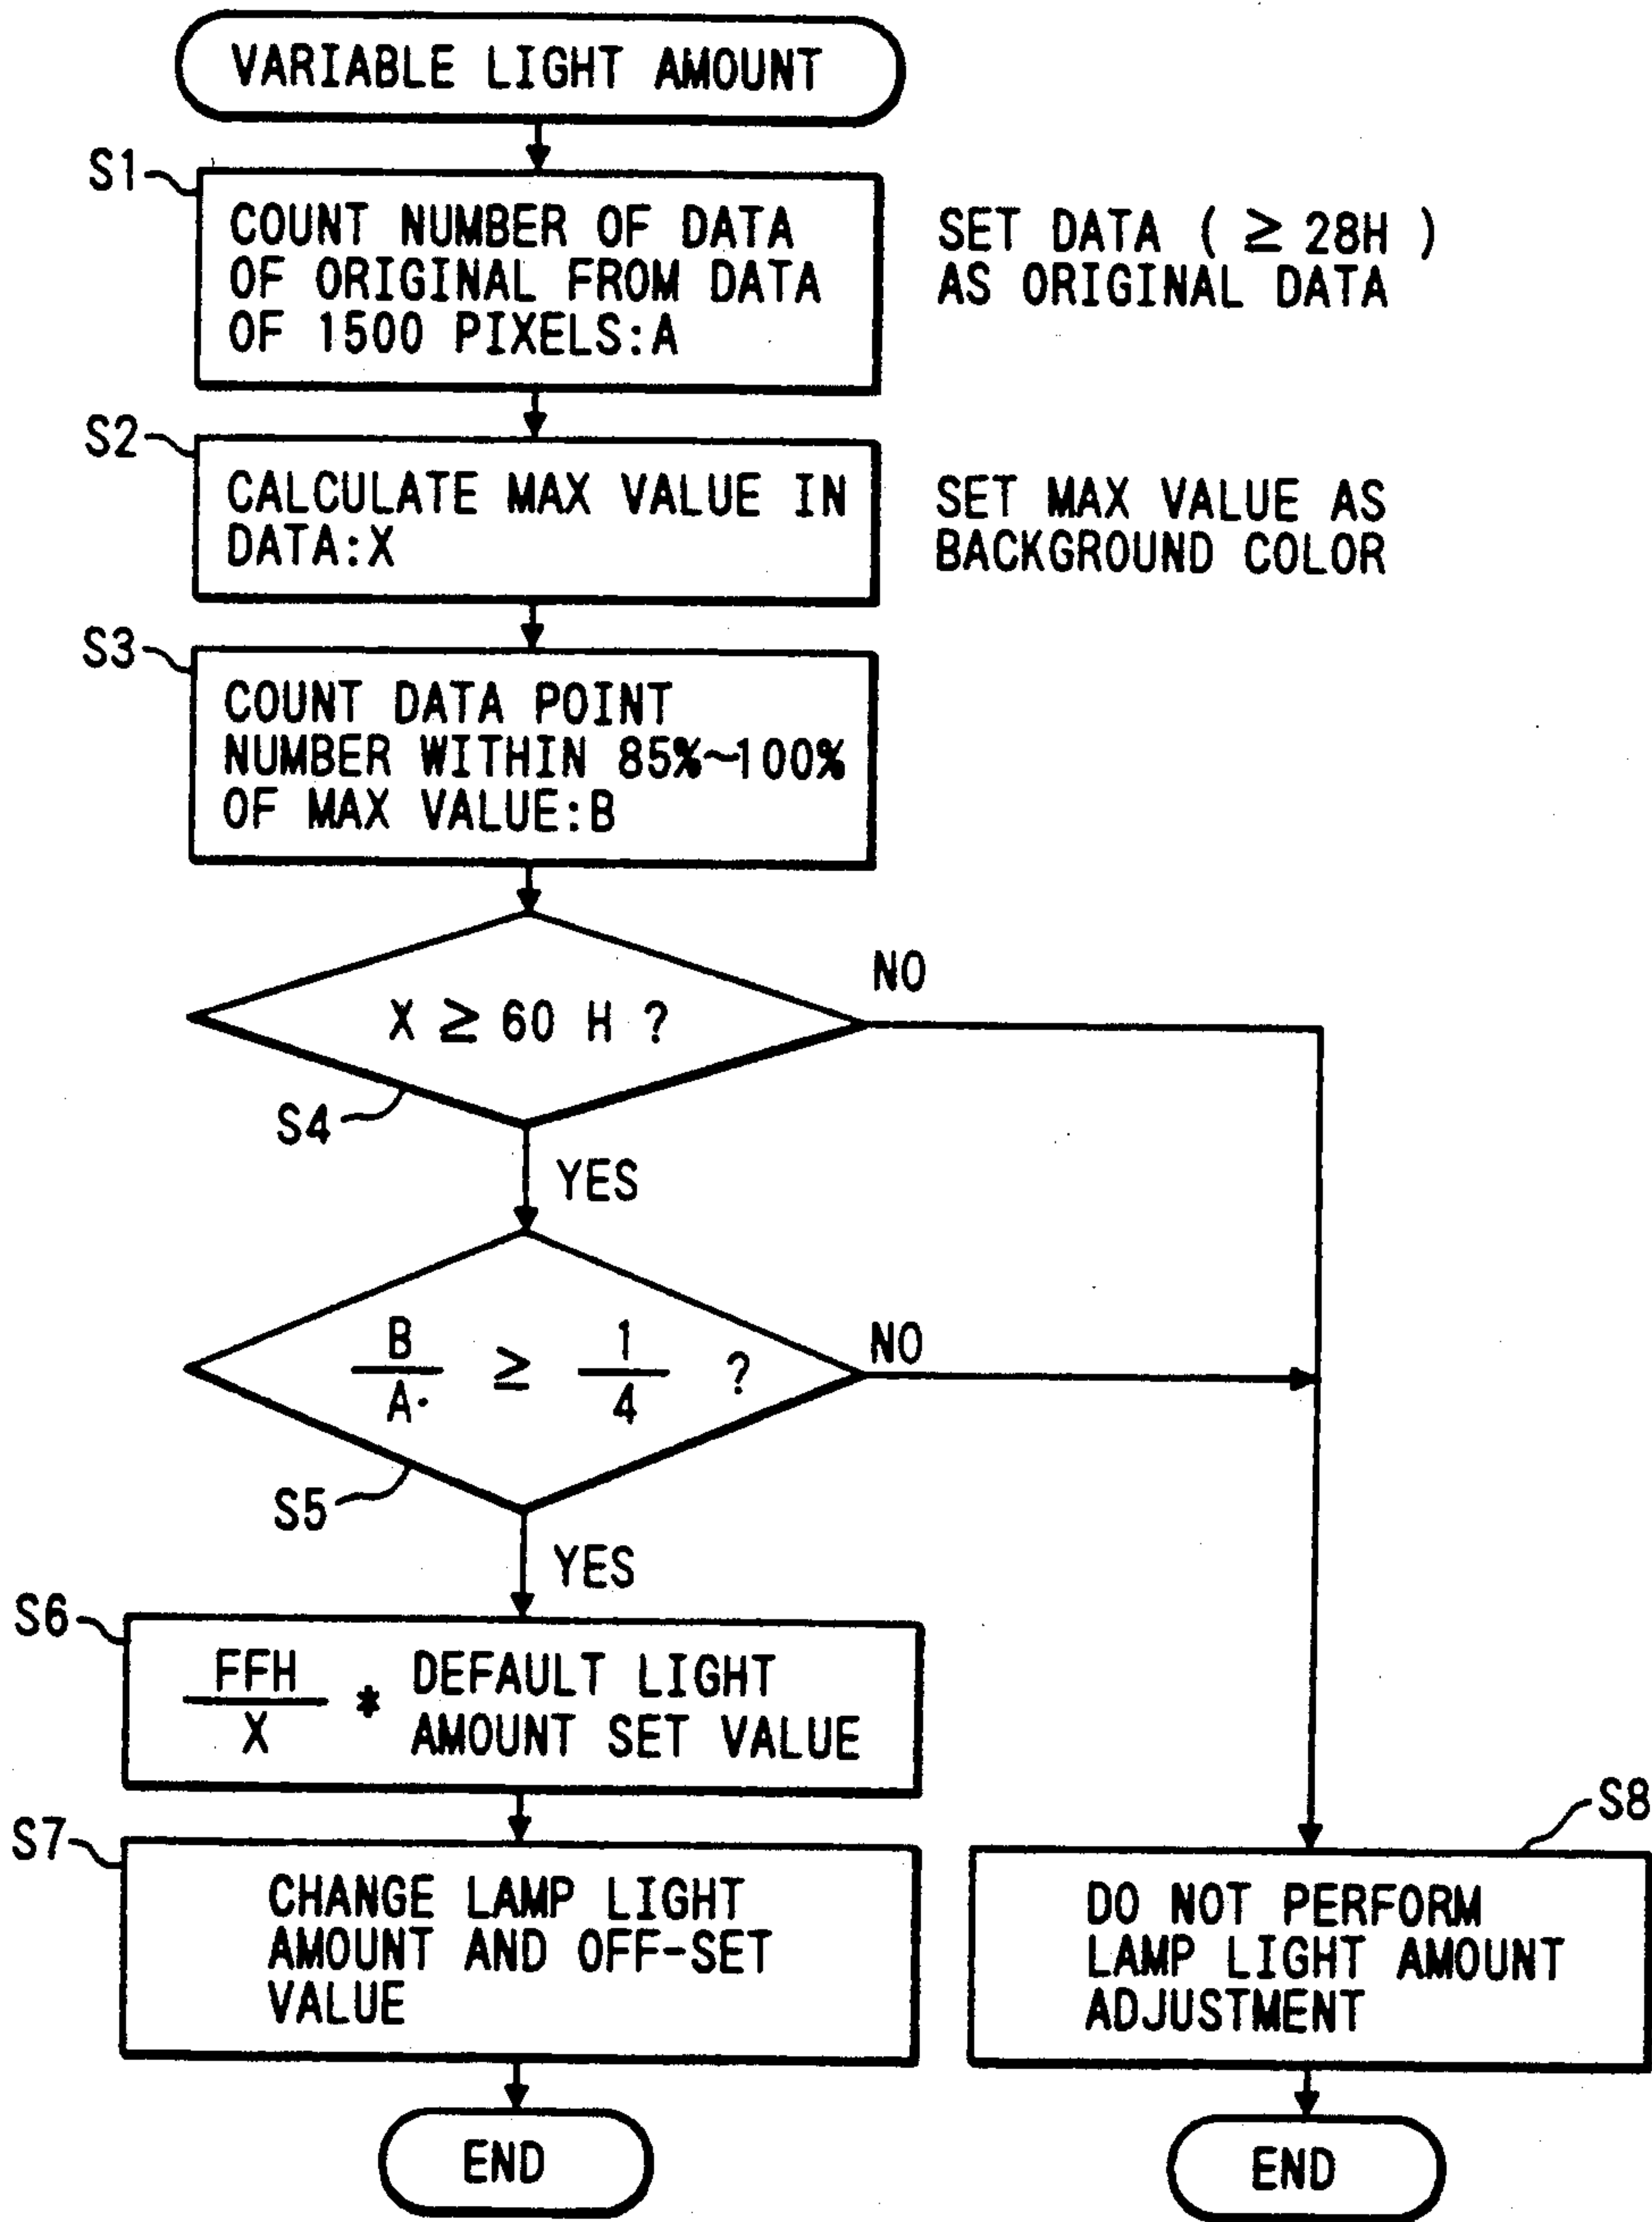 VARIABLE LIGHT AMOUNT
S1
COUNT NUMBER OF DATA
OF ORIGINAL FROM DATA
OF 1500 PIXELS:A
SET DATA ( ≥ 28H )
AS ORIGINAL DATA
S2
CALCULATE MAX VALUE IN
DATA:X
SET MAX VALUE AS
BACKGROUND COLOR
S3
COUNT DATA POINT
NUMBER WITHIN 85%~100%
OF MAX VALUE:B
X ≥ 60 H ?
NO
S4
YES
B/A ≥ 1/4 ?
NO
S5
YES
S6
FFH/X * DEFAULT LIGHT
AMOUNT SET VALUE
S7
CHANGE LAMP LIGHT
AMOUNT AND OFF-SET
VALUE
S8
DO NOT PERFORM
LAMP LIGHT AMOUNT
ADJUSTMENT
END
END